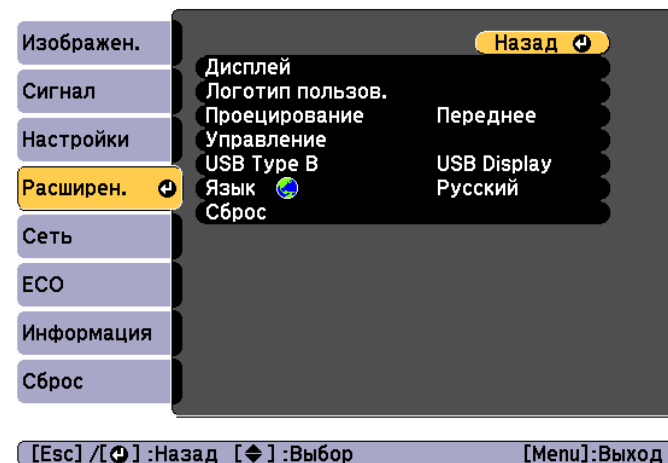 Изображен.
Сигнал
Настройки
Расширен.
Сеть
ECO
Информация
Сброс
Назад
Дисплей
Логотип пользов.
Проецирование Переднее
Управление
USB Type B USB Display
Язык Русский
Сброс
[Esc] /[ ] :Назад [ ] :Выбор [Menu]:Выход